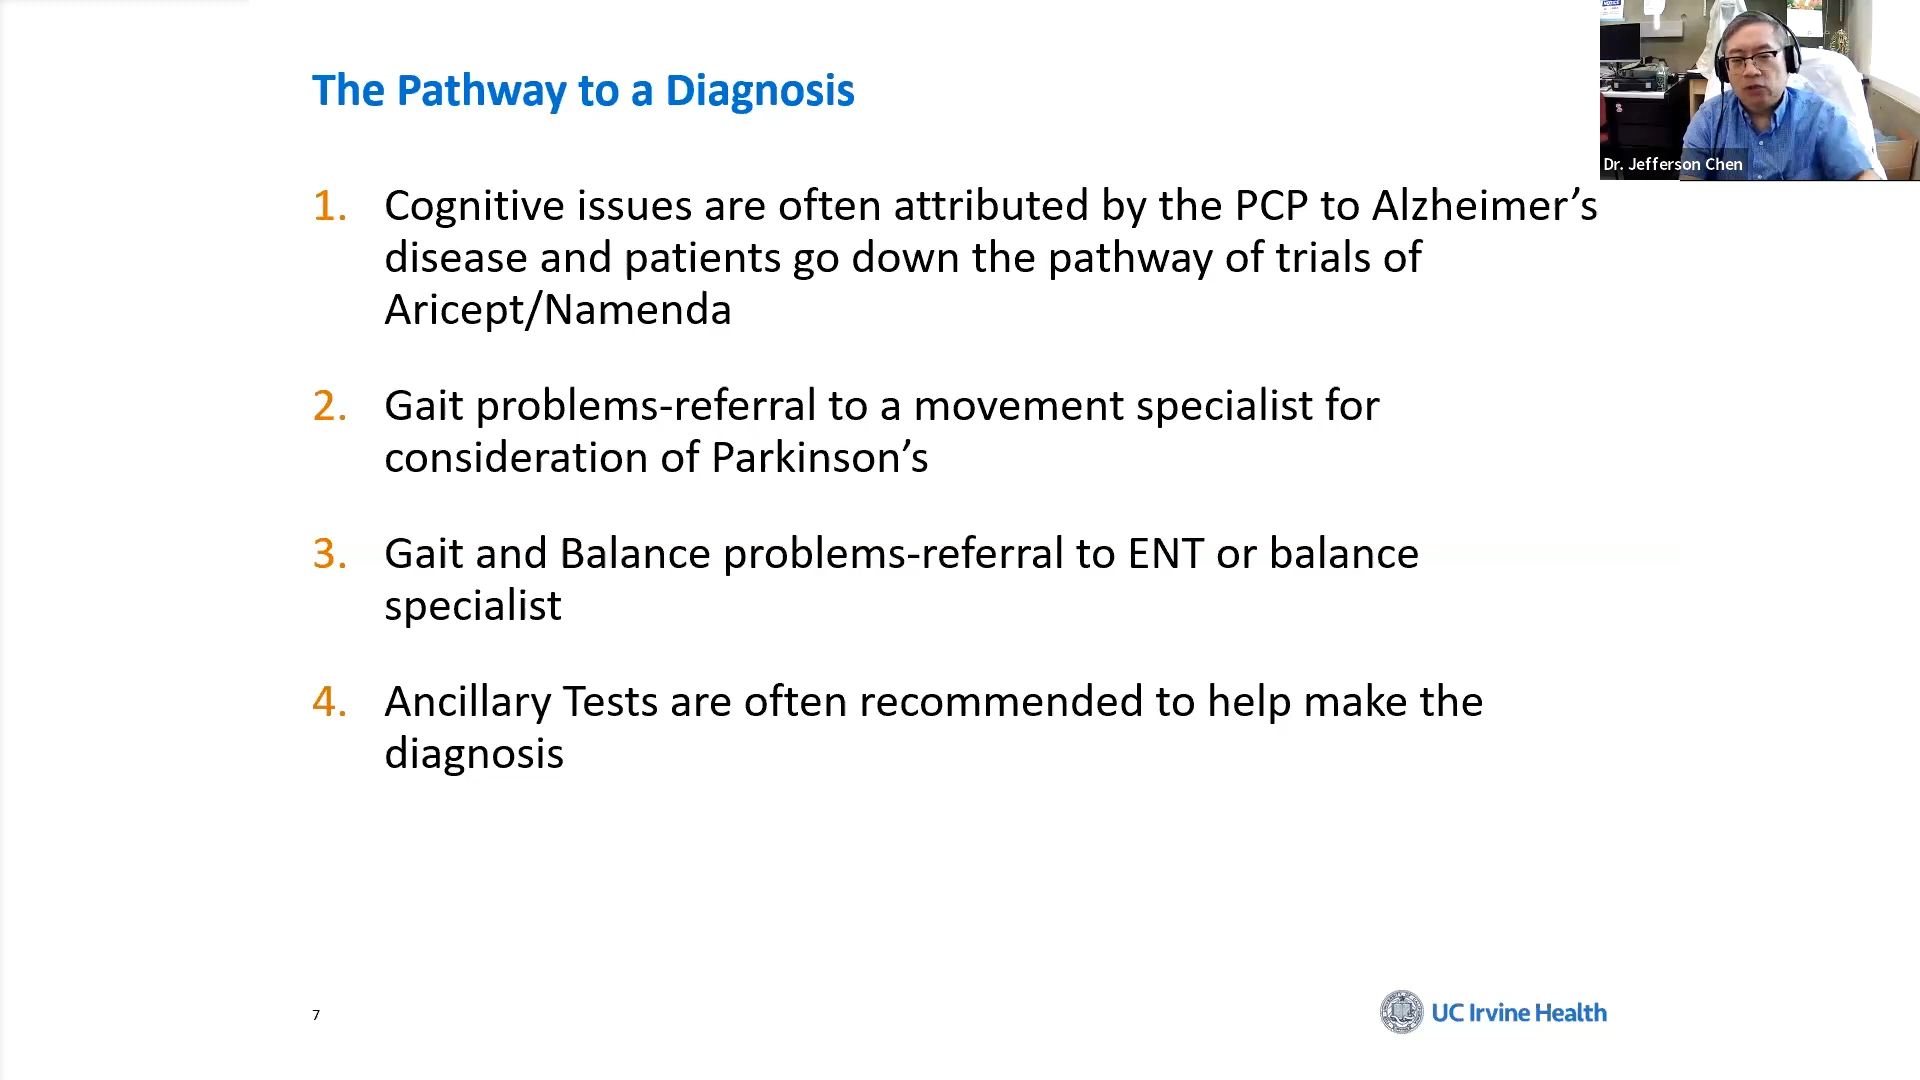 The Pathway to a Diagnosis
Dr. Jefferson Chen
1. Cognitive issues are often attributed by the PCP to Alzheimer’s
disease and patients go down the pathway of trials of
Aricept/Namenda
2. Gait problems-referral to a movement specialist for
consideration of Parkinson’s
3. Gait and Balance problems-referral to ENT or balance
specialist
4. Ancillary Tests are often recommended to help make the
diagnosis
7
UC Irvine Health